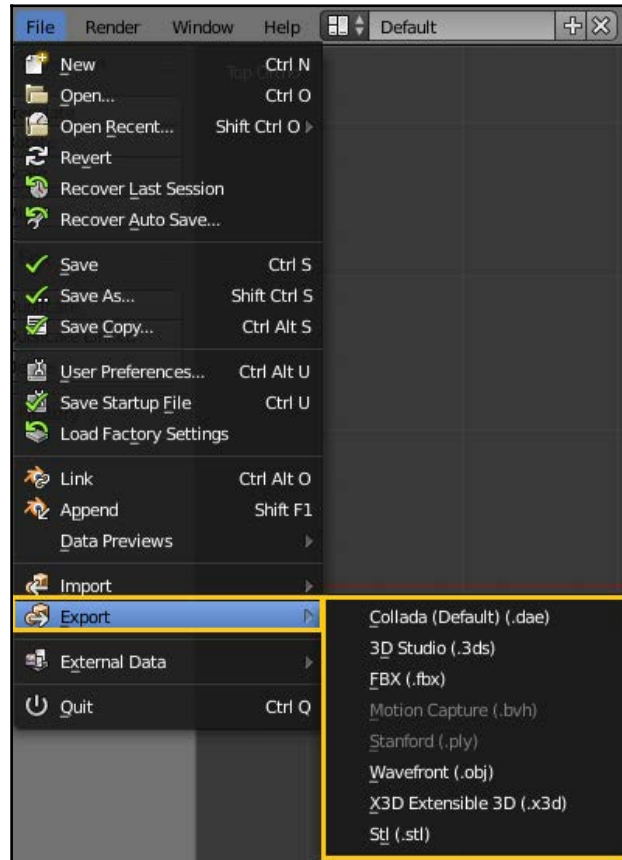 File Render Window Help Default
Top Ortho
New Ctrl N
Open... Ctrl O
Open Recent... Shift Ctrl O
Revert
Recover Last Session
Recover Auto Save...
Save Ctrl S
Save As... Shift Ctrl S
Save Copy... Ctrl Alt S
User Preferences... Ctrl Alt U
Save Startup File Ctrl U
Load Factory Settings
Link Ctrl Alt O
Append Shift F1
Data Previews
Import
Export
External Data
Quit Ctrl Q
Collada (Default) (.dae)
3D Studio (.3ds)
FBX (.fbx)
Motion Capture (.bvh)
Stanford (.ply)
Wavefront (.obj)
X3D Extensible 3D (.x3d)
Stl (.stl)